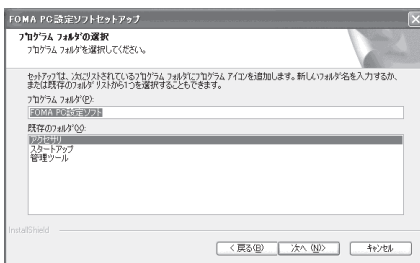 FOMA PC設定ソフトセットアップ
プログラム フォルダの選択
プログラム フォルダを選択してください。
セットアップは、次にリストされているプログラム フォルダにプログラム アイコンを追加します。新しいフォルダ名を入力するか、
または既存のフォルダ リストから1つを選択することもできます。
プログラム フォルダ(P):
FOMA PC設定ソフト
既存のフォルダ(X):
アクセサリ
スタートアップ
管理ツール
InstallShield
< 戻る(B)
次へ (N)>
キャンセル